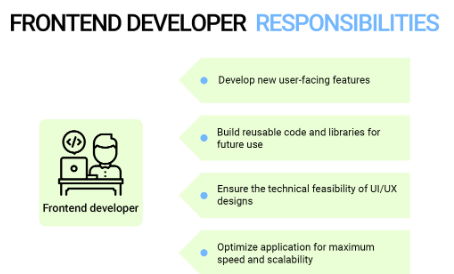 FRONTEND DEVELOPER RESPONSIBILITIES
Develop new user-facing features
Build reusable code and libraries for
future use
</>
Frontend developer
Ensure the technical feasibility of UI/UX
designs
Optimize application for maximum
speed and scalability